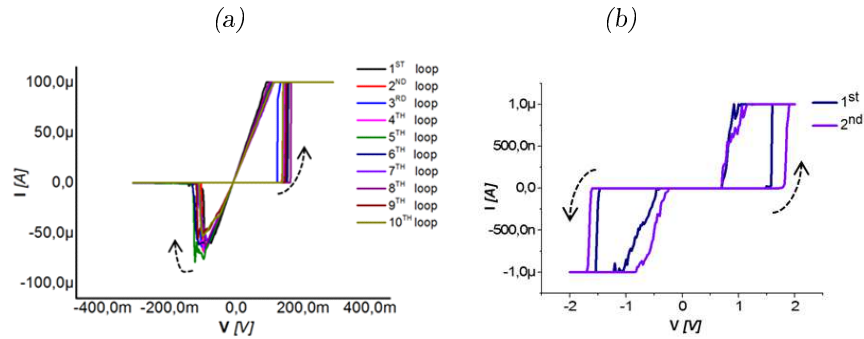 (a)
100,0µ
50,0µ
0,0
-50,0µ
-100,0µ
I [A]
-400,0m -200,0m 0,0 200,0m 400,0m
V [V]
1ST loop
2ND loop
3RD loop
4TH loop
5TH loop
6TH loop
7TH loop
8TH loop
9TH loop
10TH loop
(b)
1,0µ
500,0n
0,0
-500,0n
-1,0µ
I [A]
-2 -1 0 1 2
V [V]
1st
2nd